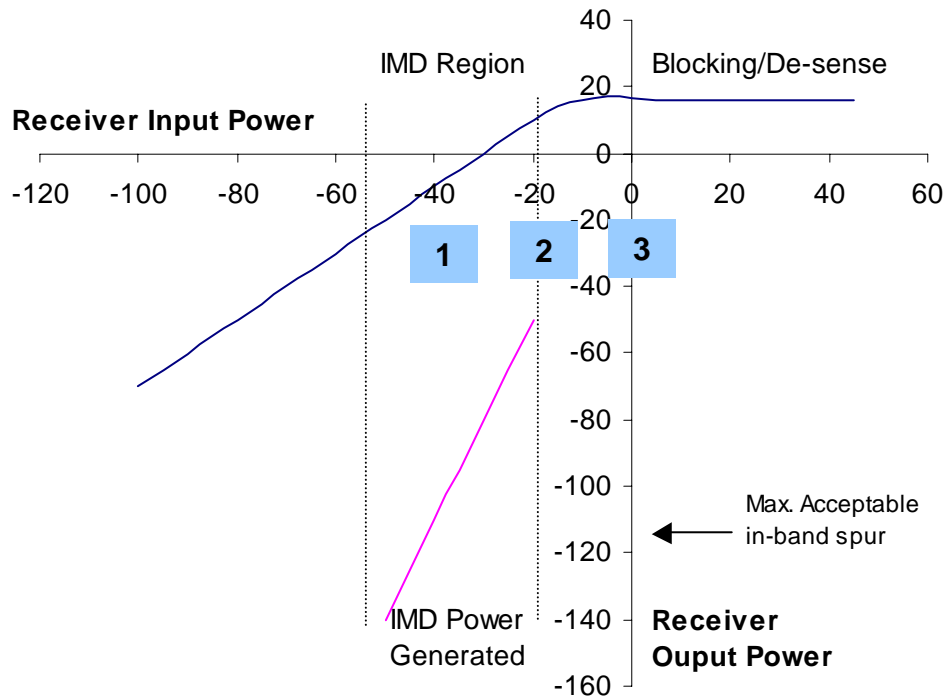 40
IMD Region
Blocking/De-sense
20
Receiver Input Power
0
-120 -100 -80 -60 -40 -20 0 20 40 60
-20
1 2 3
-40
-60
-80
-100
Max. Acceptable
in-band spur
-120
-140
IMD Power
Generated
Receiver
Ouput Power
-160